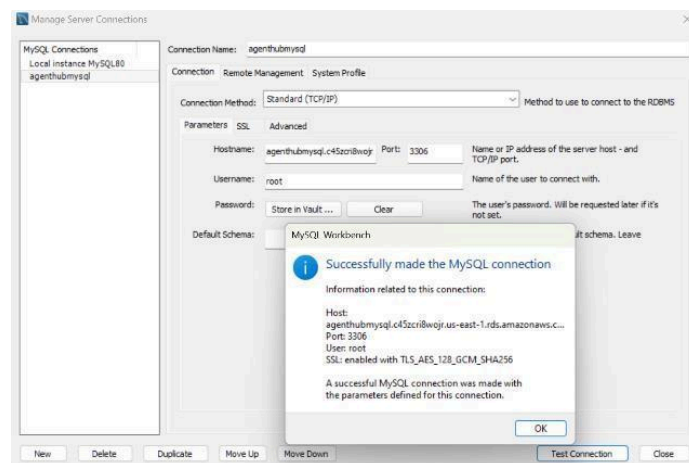 Manage Server Connections
MySQL Connections
Local instance MySQL80
agenthubmysql
Connection Name: agenthubmysql
Connection Remote Management System Profile
Connection Method: Standard (TCP/IP) Method to use to connect to the RDBMS
Parameters SSL Advanced
Hostname: agenthubmysql.c45zcri8wojr Port: 3306 Name or IP address of the server host - and
TCP/IP port.
Username: root Name of the user to connect with.
Password: Store in Vault ... Clear The user's password. Will be requested later if it's
not set.
Default Schema: lt schema. Leave
MySQL Workbench
Successfully made the MySQL connection
Information related to this connection:
Host:
agenthubmysql.c45zcri8wojr.us-east-1.rds.amazonaws.c...
Port: 3306
User: root
SSL: enabled with TLS_AES_128_GCM_SHA256
A successful MySQL connection was made with
the parameters defined for this connection.
OK
New Delete Duplicate Move Up Move Down Test Connection Close